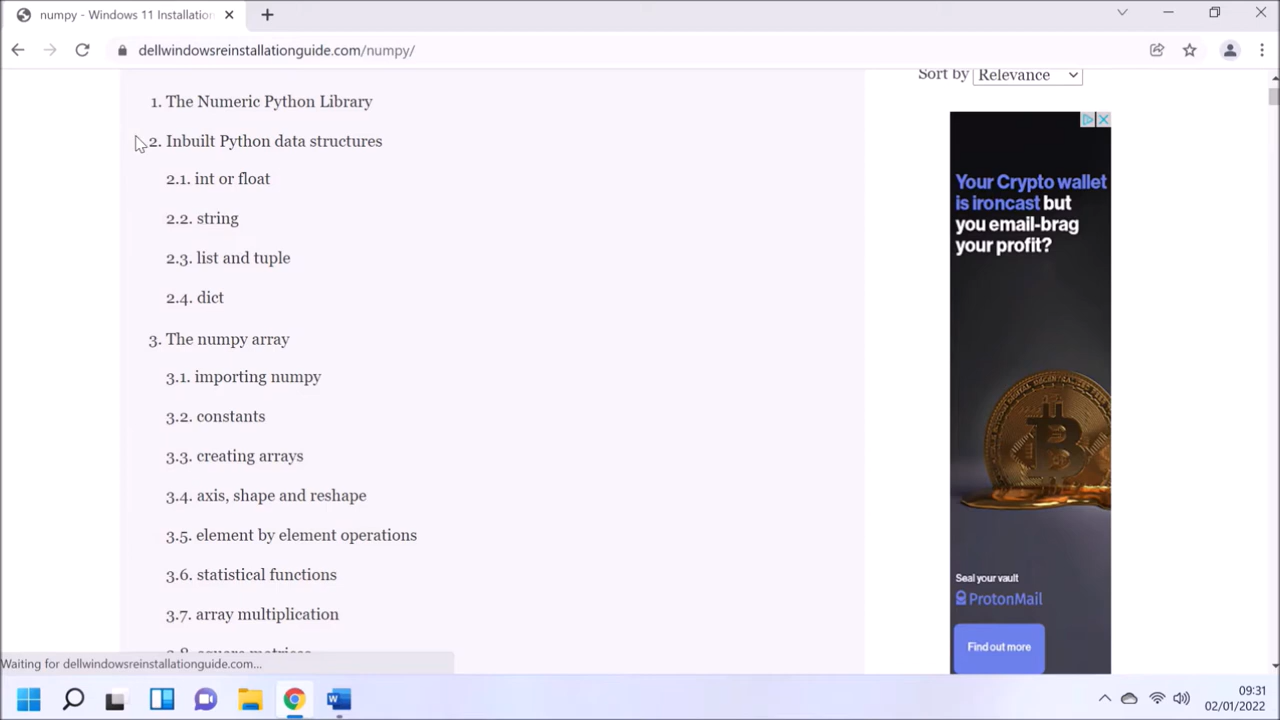 numpy - Windows 11 Installation
dellwindowsreinstallationguide.com/numpy/
Sort by Relevance
1. The Numeric Python Library
2. Inbuilt Python data structures
2.1. int or float
2.2. string
2.3. list and tuple
2.4. dict
3. The numpy array
3.1. importing numpy
3.2. constants
3.3. creating arrays
3.4. axis, shape and reshape
3.5. element by element operations
3.6. statistical functions
3.7. array multiplication
3.8. square matrices
Your Crypto wallet
is ironcast but
you email-brag
your profit?
Seal your vault
ProtonMail
Find out more
Waiting for dellwindowsreinstallationguide.com...
09:31
02/01/2022